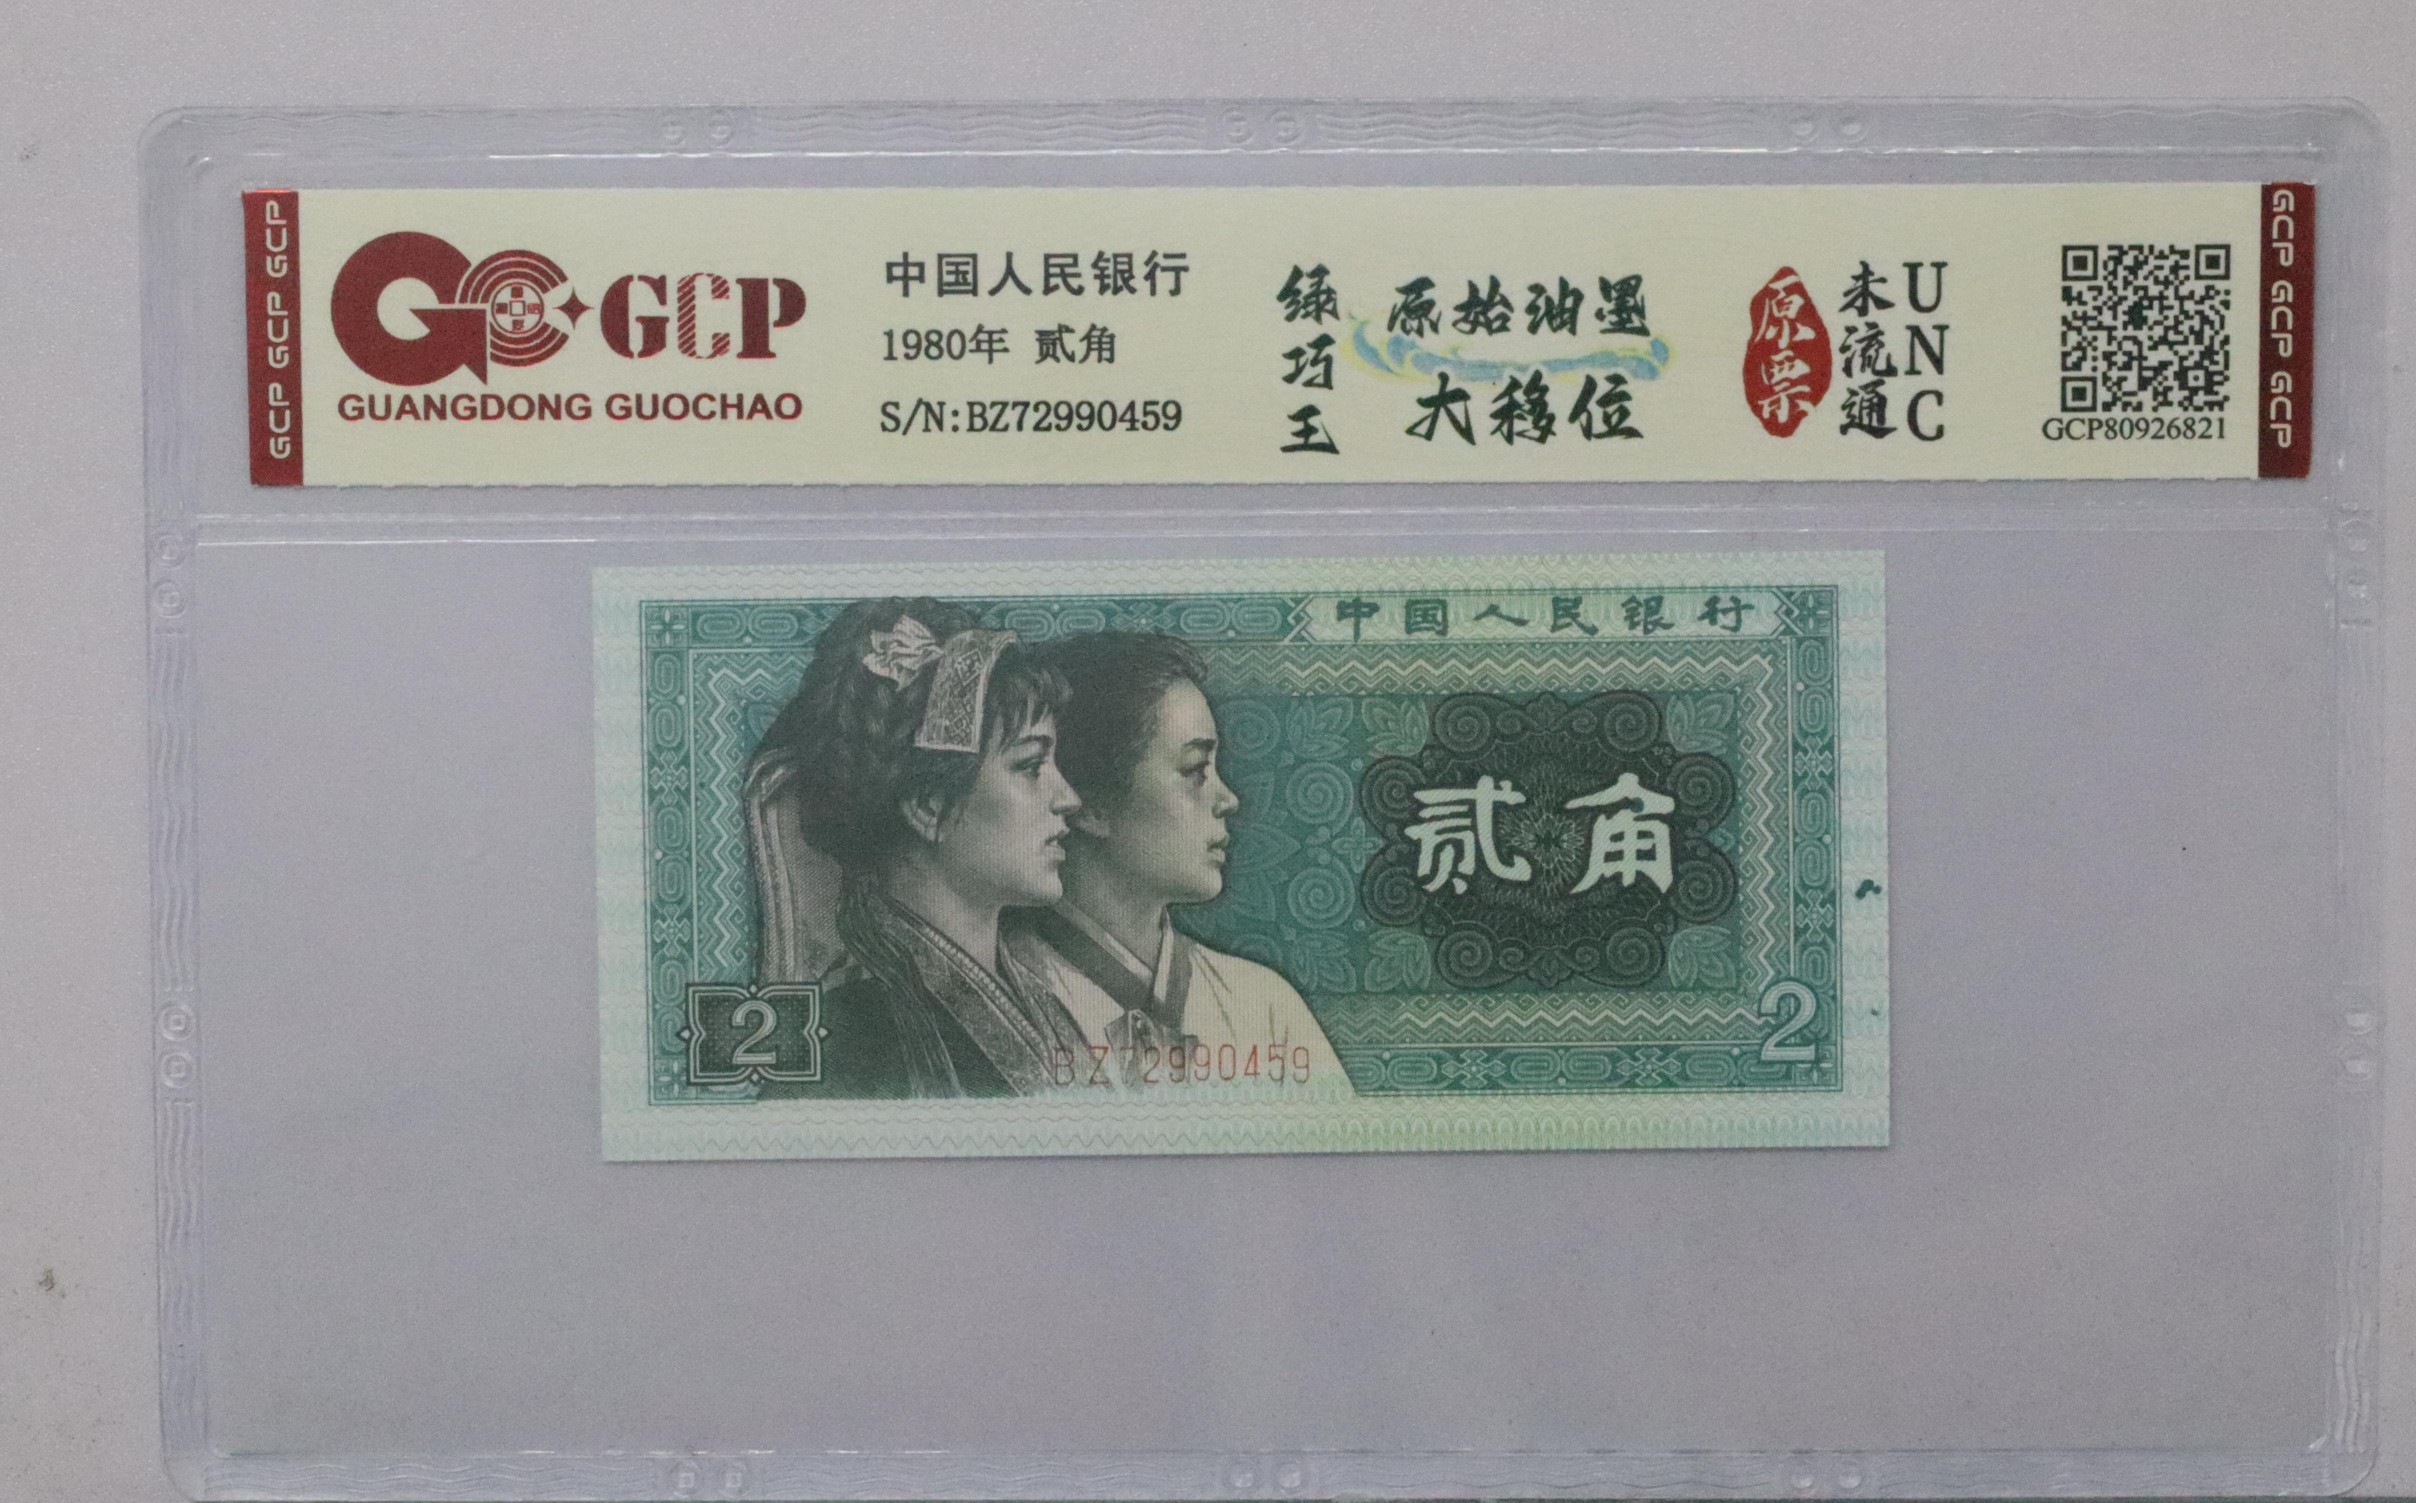 GCP GCP GCP
GCP
GUANGDONG GUOCHAO
中国人民银行
1980年 贰角
S/N:BZ72990459
绿巧王
原始油墨
大移位
原票
未流通
UNC
GCP80926821
GCP GCP GCP
中国人民银行
贰角
2
2
BZ72990459